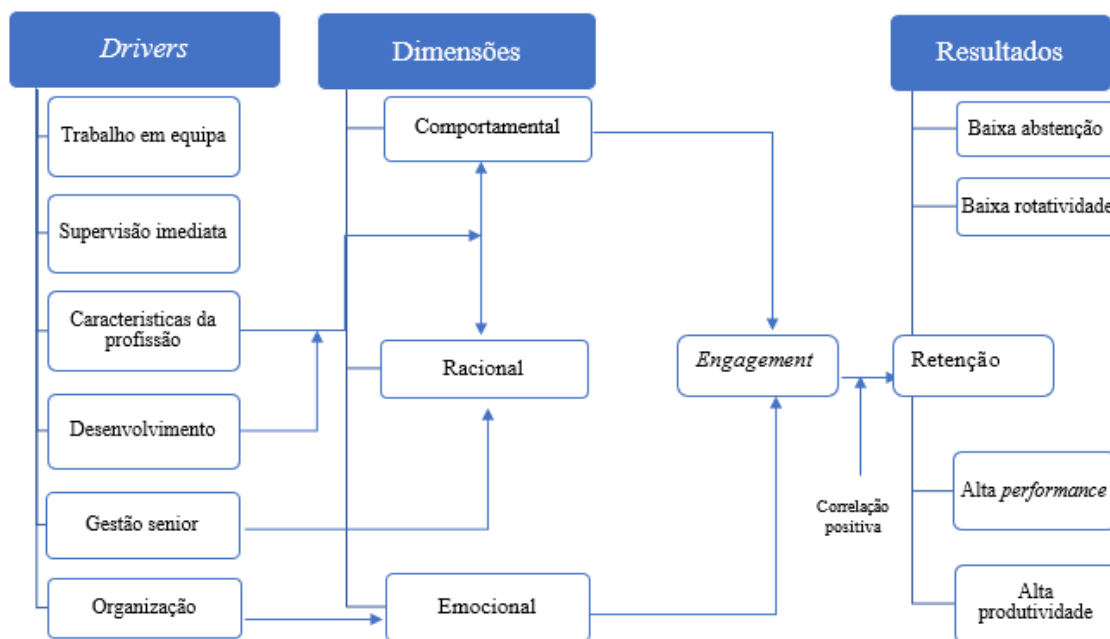 Drivers
Trabalho em equipa
Supervisão imediata
Caracteristicas da
profissão
Desenvolvimento
Gestão senior
Organização
Dimensões
Comportamental
Racional
Emocional
Engagement
Correlação
positiva
Resultados
Baixa abstenção
Baixa rotatividade
Retenção
Alta performance
Alta
produtividade